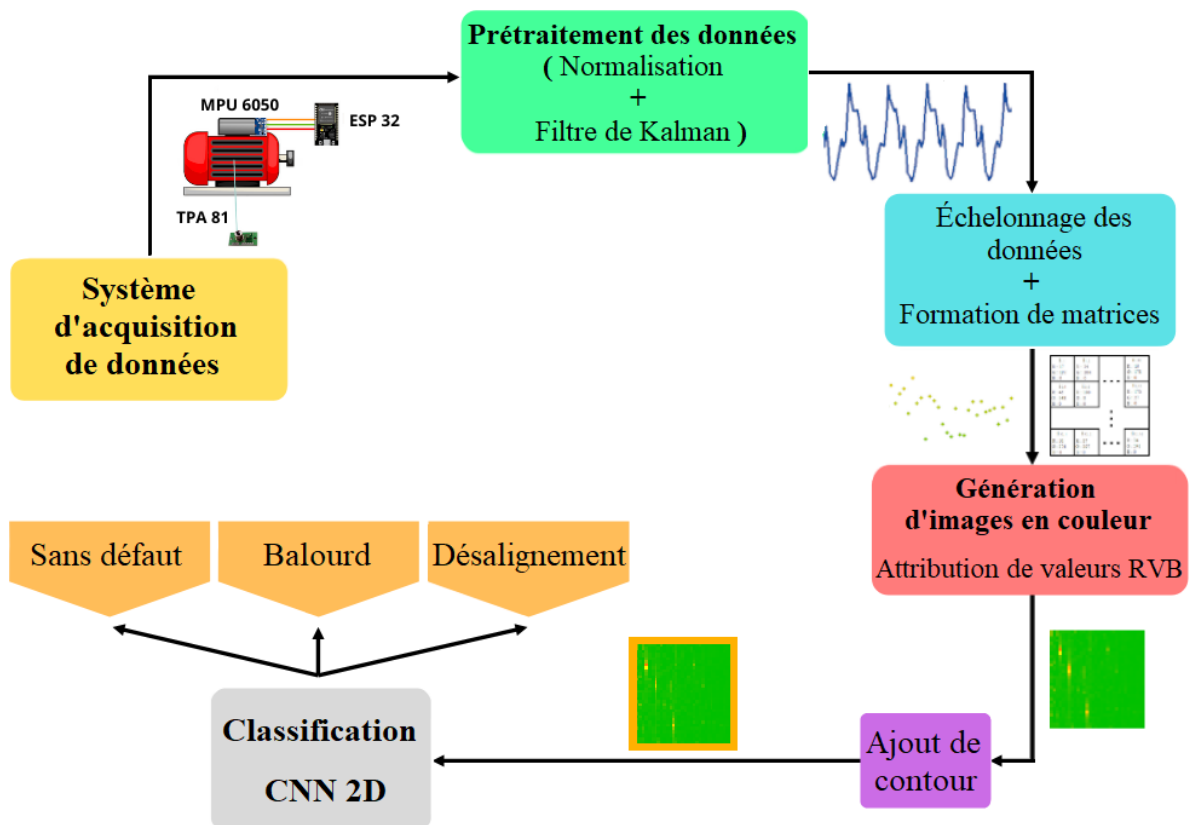 Prétraitement des données
( Normalisation
+
Filtre de Kalman )
MPU 6050
ESP 32
TPA 81
Système
d'acquisition
de données
Échelonnage des
données
+
Formation de matrices
Génération
d'images en couleur
Attribution de valeurs RVB
Ajout de
contour
Classification
CNN 2D
Sans défaut
Balourd
Désalignement